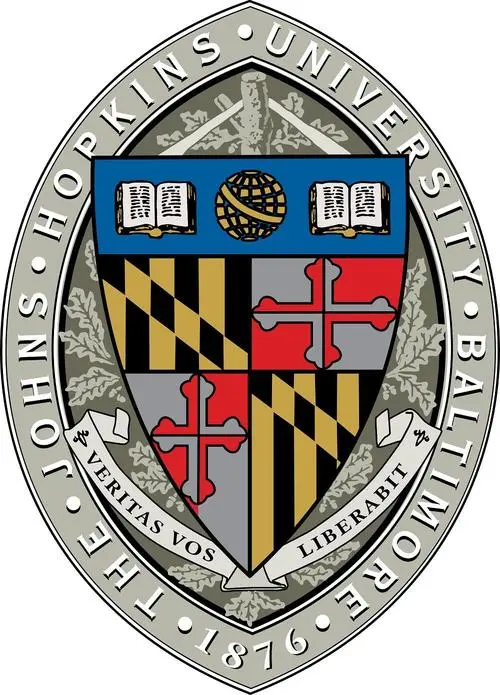 THE · JOHNS · HOPKINS · UNIVERSITY · BALTIMORE ·
1876
VERITAS VOS LIBERABIT